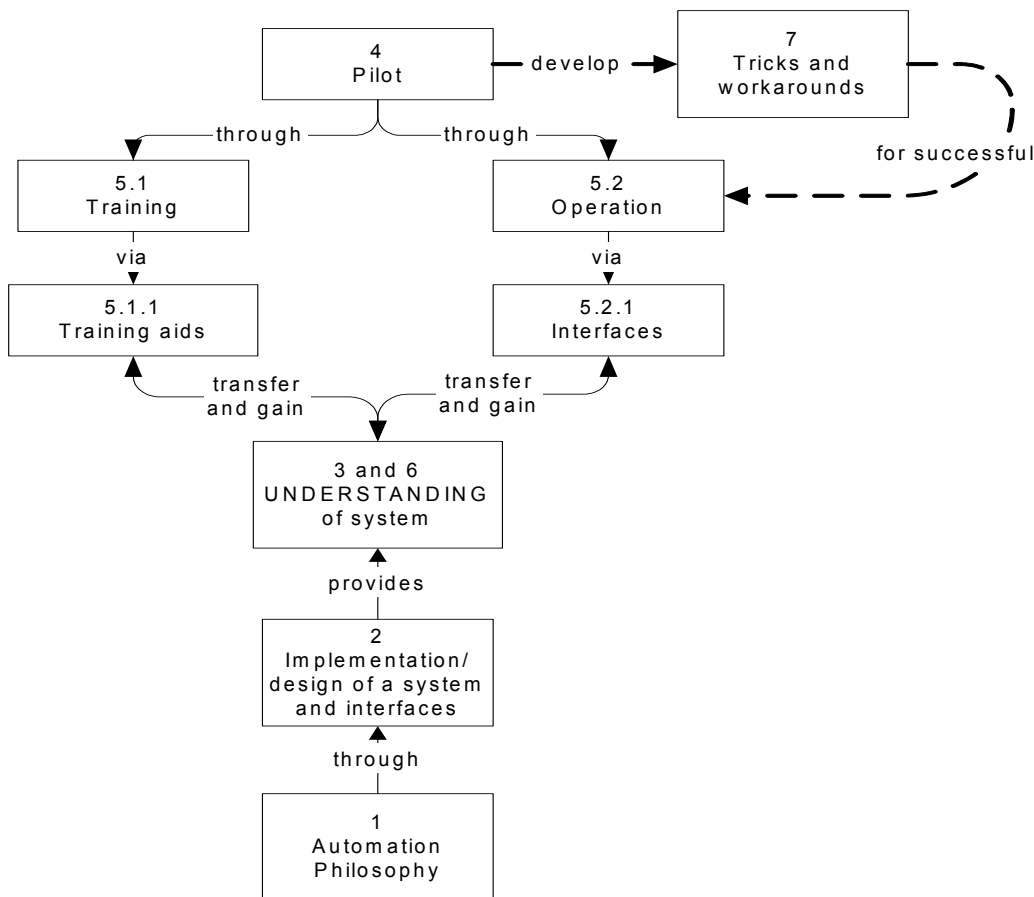 4
Pilot
develop
7
Tricks and
workarounds
through
through
for successful
5.1
Training
5.2
Operation
via
via
5.1.1
Training aids
5.2.1
Interfaces
transfer
and gain
transfer
and gain
3 and 6
UNDERSTANDING
of system
provides
2
Implementation/
design of a system
and interfaces
through
1
Automation
Philosophy